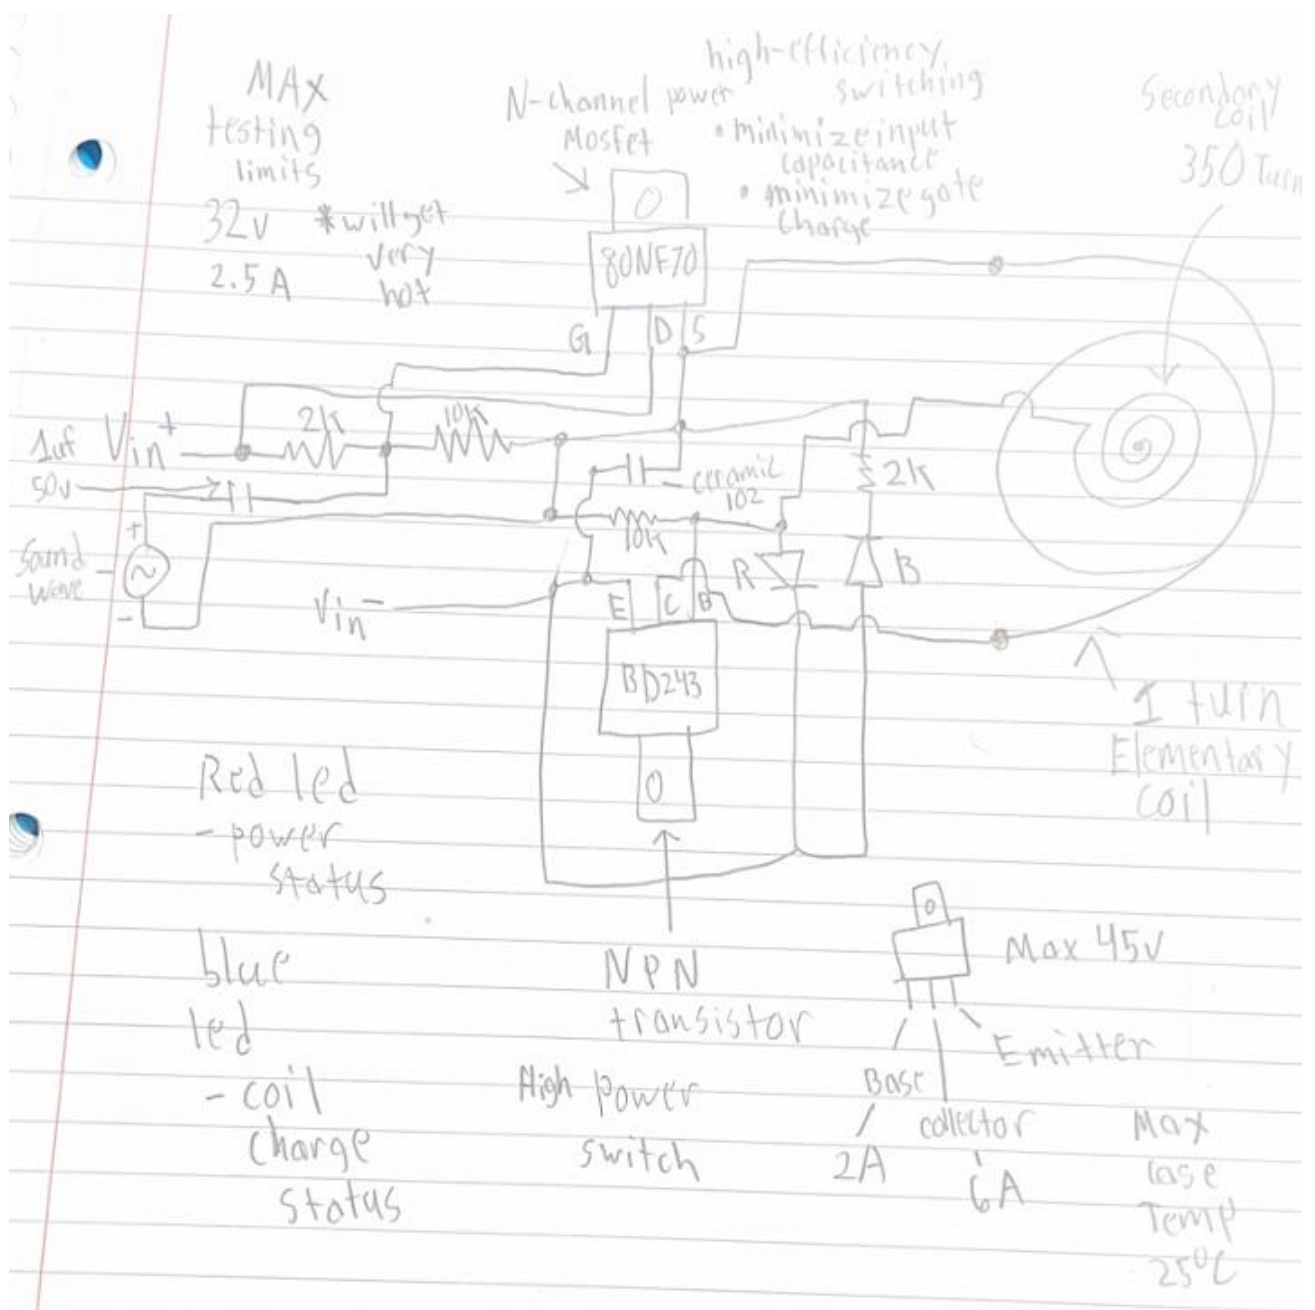 MAX
testing
limits
32v
2.5 A
*will get
very
hot
N-channel power
Mosfet
high-efficiency
switching
• minimize input
capacitance
• minimize gate
charge
Secondary
coil
350 Turn
80NF70
G D S
1uf
50v
Vin+
2K
10K
ceramic
102
10K
2K
+
Sound
wave
-
Vin-
R
B
E C B
BD243
1 turn
Elementary
coil
Red led
- power
status
blue
led
- coil
charge
status
NPN
transistor
High power
switch
Max 45v
Emitter
Base
collector
2A
6A
Max
case
Temp
25°C